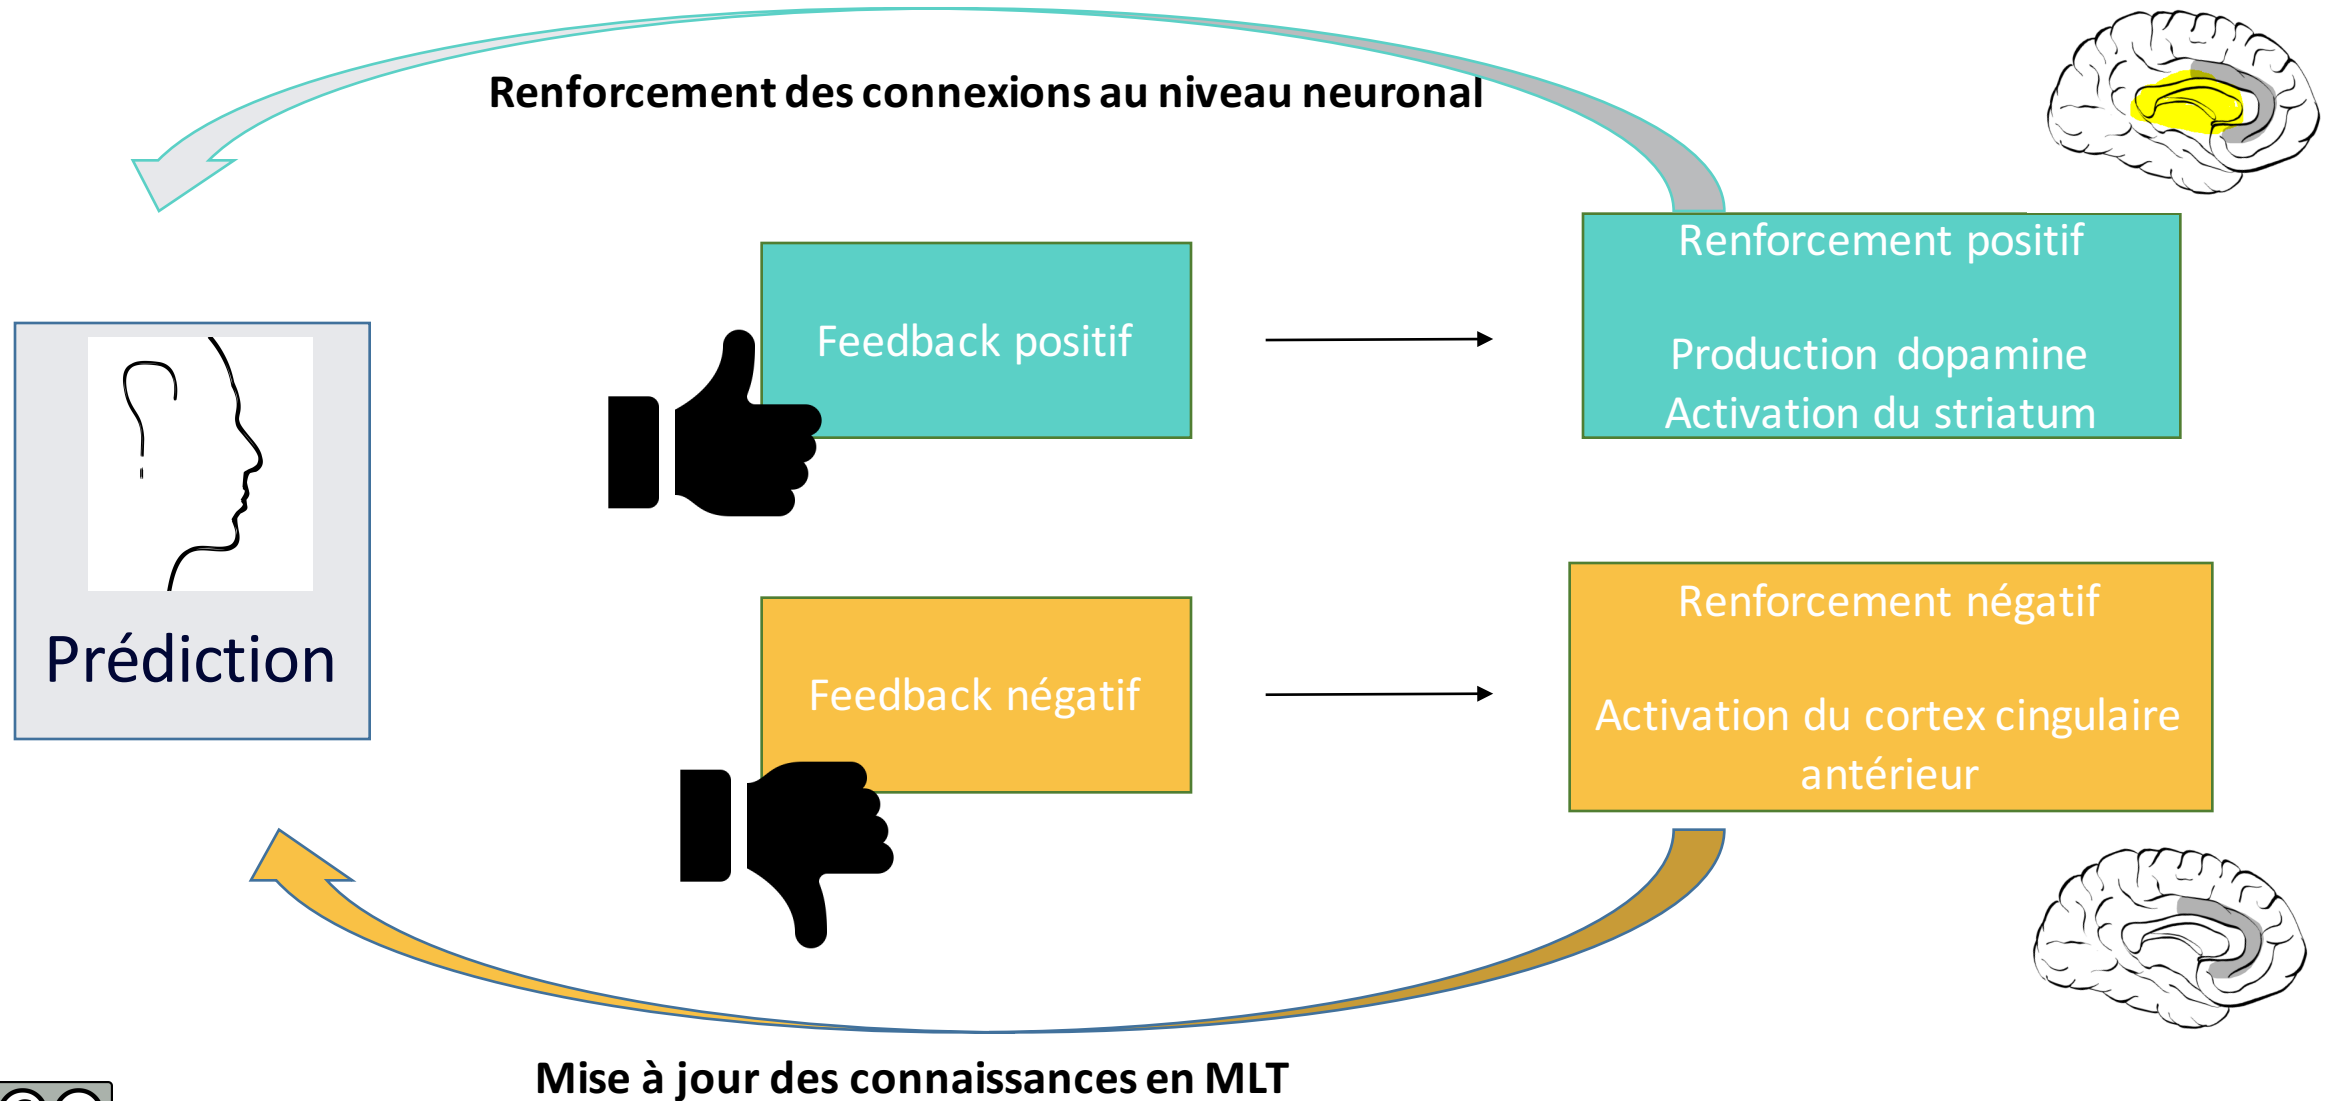 Renforcement des connexions au niveau neuronal
Renforcement positif
Feedback positif
Production dopamine
Activation du striatum
Prédiction
Feedback négatif
Renforcement négatif
Activation du cortex cingulaire
antérieur
Mise à jour des connaissances en MLT